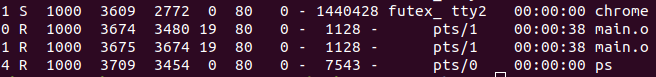 1 S 1000 3609 2772 0 80 0 - 1440428 futex_ tty2 00:00:00 chrome
0 R 1000 3674 3480 19 80 0 - 1128 - pts/1 00:00:38 main.o
1 R 1000 3675 3674 19 80 0 - 1128 - pts/1 00:00:38 main.o
4 R 1000 3709 3454 0 80 0 - 7543 - pts/0 00:00:00 ps